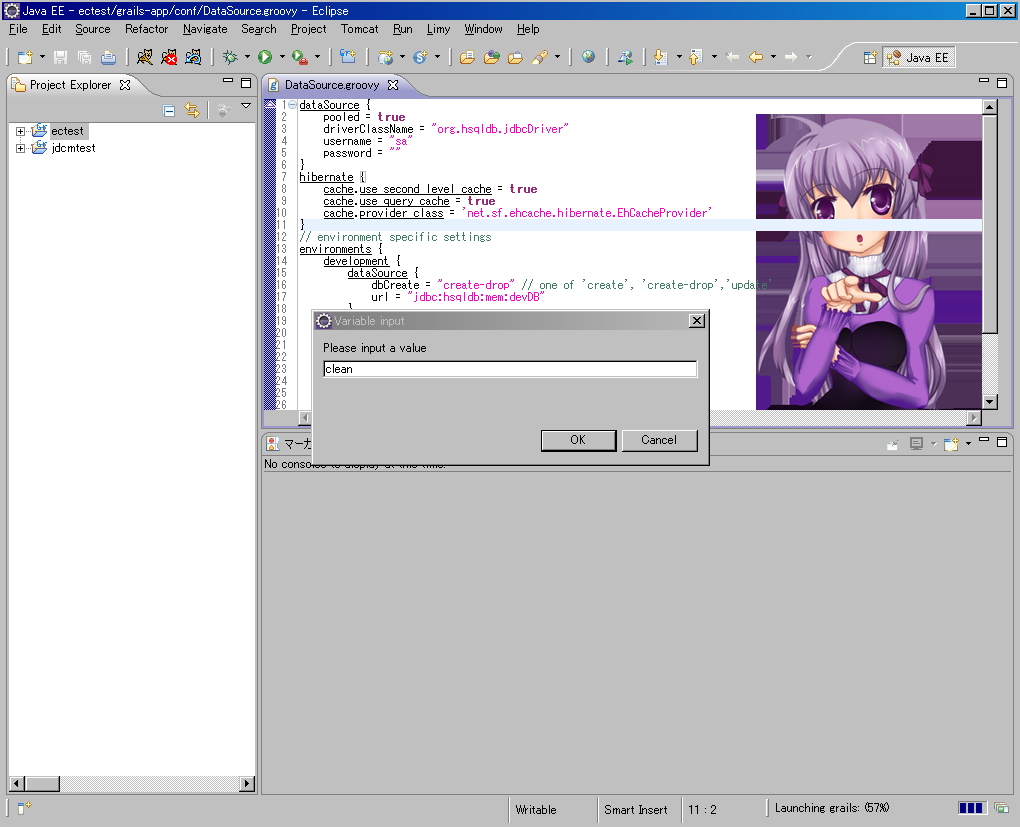 Java EE - ectest/grails-app/conf/DataSource.groovy - Eclipse
File Edit Source Refactor Navigate Search Project Tomcat Run Limy Window Help
Java EE
Project Explorer
DataSource.groovy
ectest
jdcmtest
1 dataSource {
2 pooled = true
3 driverClassName = "org.hsqldb.jdbcDriver"
4 username = "sa"
5 password = ""
6 }
7 hibernate {
8 cache.use_second_level_cache = true
9 cache.use_query_cache = true
10 cache.provider_class = 'net.sf.ehcache.hibernate.EhCacheProvider'
11 }
12 // environment specific settings
13 environments {
14 development {
15 dataSource {
16 dbCreate = "create-drop" // one of 'create', 'create-drop','update'
17 url = "jdbc:hsqldb:mem:devDB"
18 }
19
20
21
22
23
24
25
26
Variable input
Please input a value
clean
OK Cancel
マーカ
No consoles to display at this time.
Writable Smart Insert 11 : 2 Launching grails: (57%)